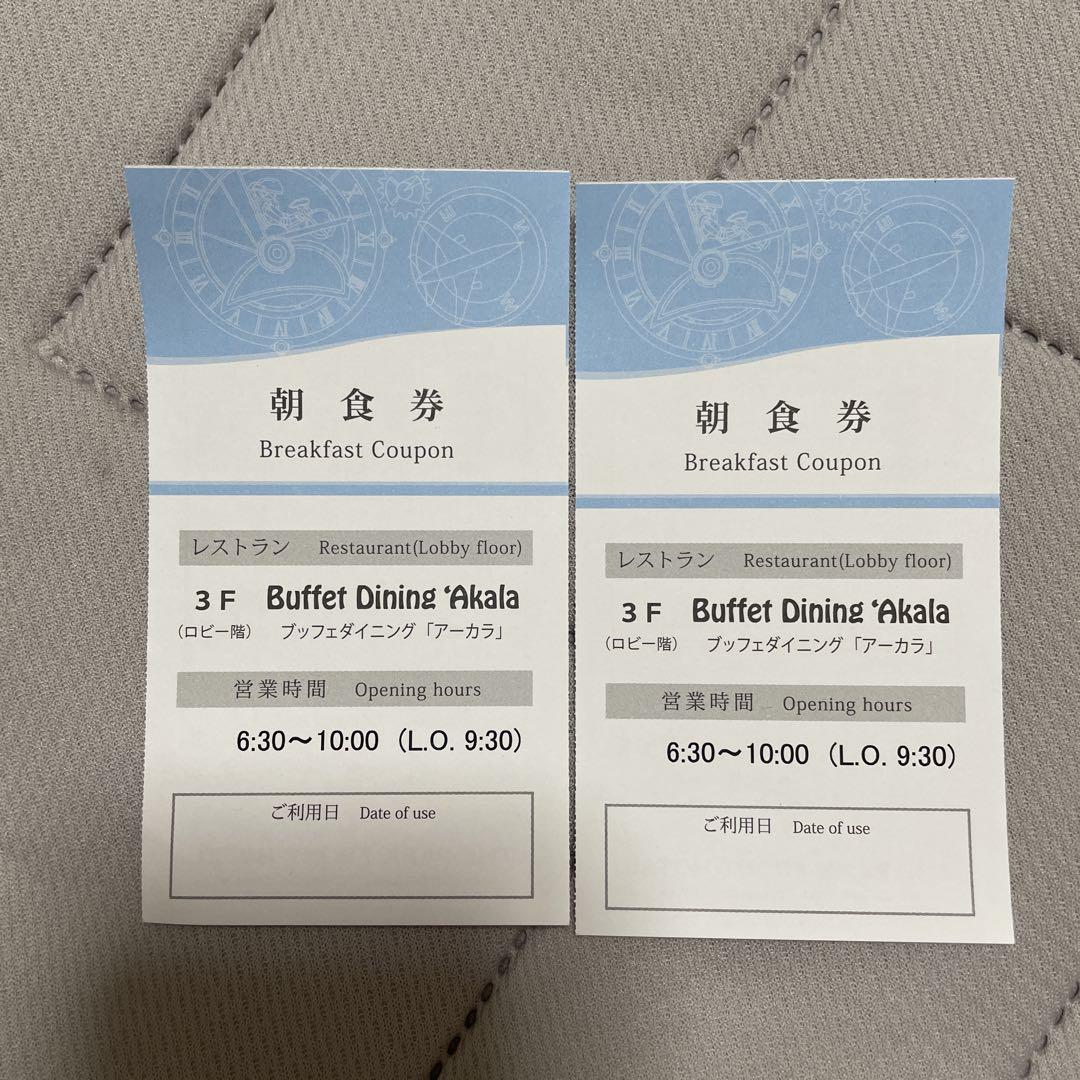 朝食券
Breakfast Coupon
レストラン Restaurant(Lobby floor)
3F Buffet Dining ‘Akala
（ロビー階） ブッフェダイニング「アーカラ」
営業時間 Opening hours
6:30～10:00（L.O. 9:30）
ご利用日 Date of use
朝食券
Breakfast Coupon
レストラン Restaurant(Lobby floor)
3F Buffet Dining ‘Akala
（ロビー階） ブッフェダイニング「アーカラ」
営業時間 Opening hours
6:30～10:00（L.O. 9:30）
ご利用日 Date of use